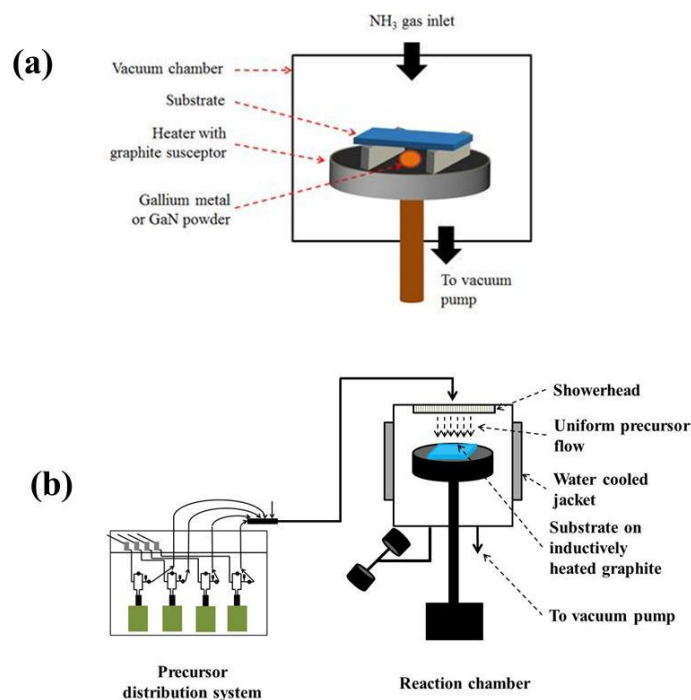 (a)
NH₃ gas inlet
Vacuum chamber
Substrate
Heater with
graphite susceptor
Gallium metal
or GaN powder
To vacuum
pump
(b)
Showerhead
Uniform precursor
flow
Water cooled
jacket
Substrate on
inductively
heated graphite
To vacuum pump
Precursor
distribution system
Reaction chamber